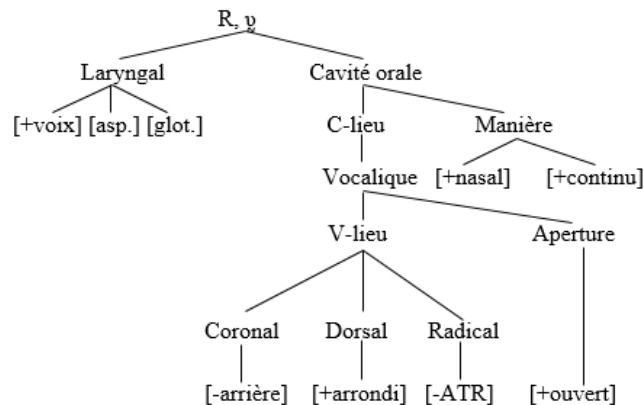 R,
Laryngal Cavité orale
[+voix] [asp.] [glot.] C-lieu Manière
Vocalique [+nasal] [+continu]
V-lieu Aperture
Coronal Dorsal Radical
[-arrière] [+arrondi] [-ATR] [+ouvert]